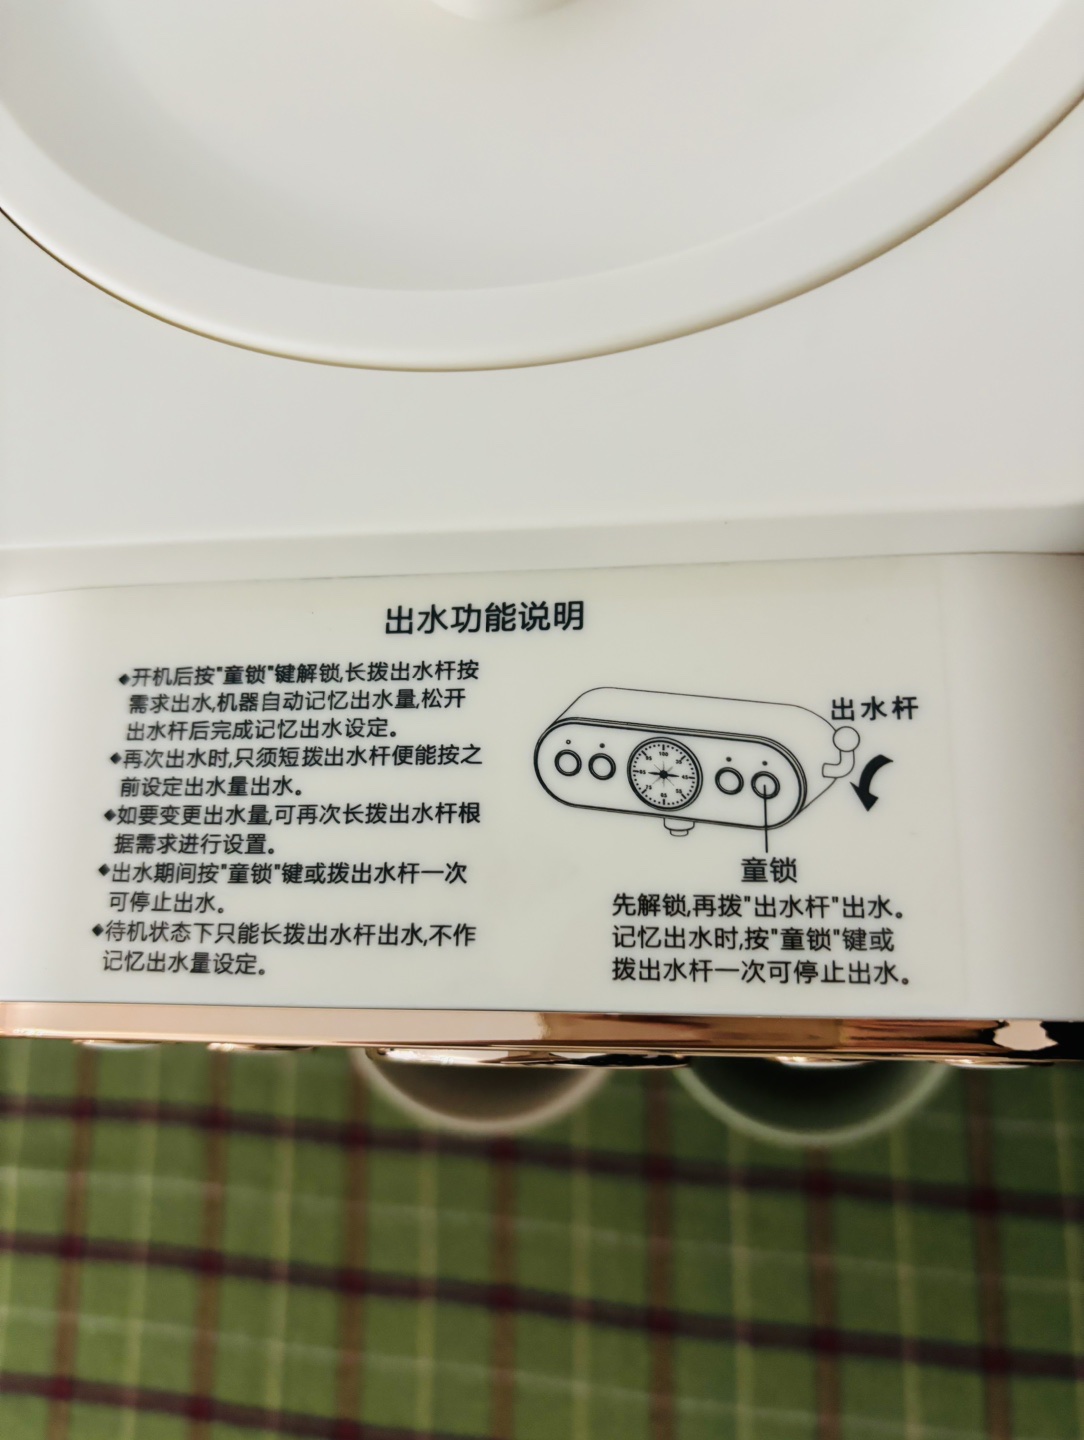 出水功能说明
◆开机后按"童锁"键解锁,长拨出水杆按
需求出水,机器自动记忆出水量,松开
出水杆后完成记忆出水设定。
◆再次出水时,只须短拨出水杆便能按之
前设定出水量出水。
◆如要变更出水量,可再次长拨出水杆根
据需求进行设置。
◆出水期间按"童锁"键或拨出水杆一次
可停止出水。
◆待机状态下只能长拨出水杆出水,不作
记忆出水量设定。
出水杆
童锁
先解锁,再拨"出水杆"出水。
记忆出水时,按"童锁"键或
拨出水杆一次可停止出水。